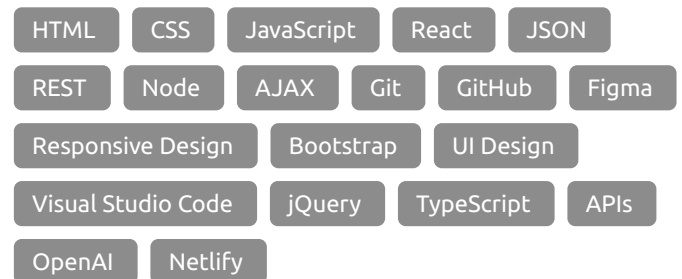 HTML CSS JavaScript React JSON
REST Node AJAX Git GitHub Figma
Responsive Design Bootstrap UI Design
Visual Studio Code jQuery TypeScript APIs
OpenAI Netlify